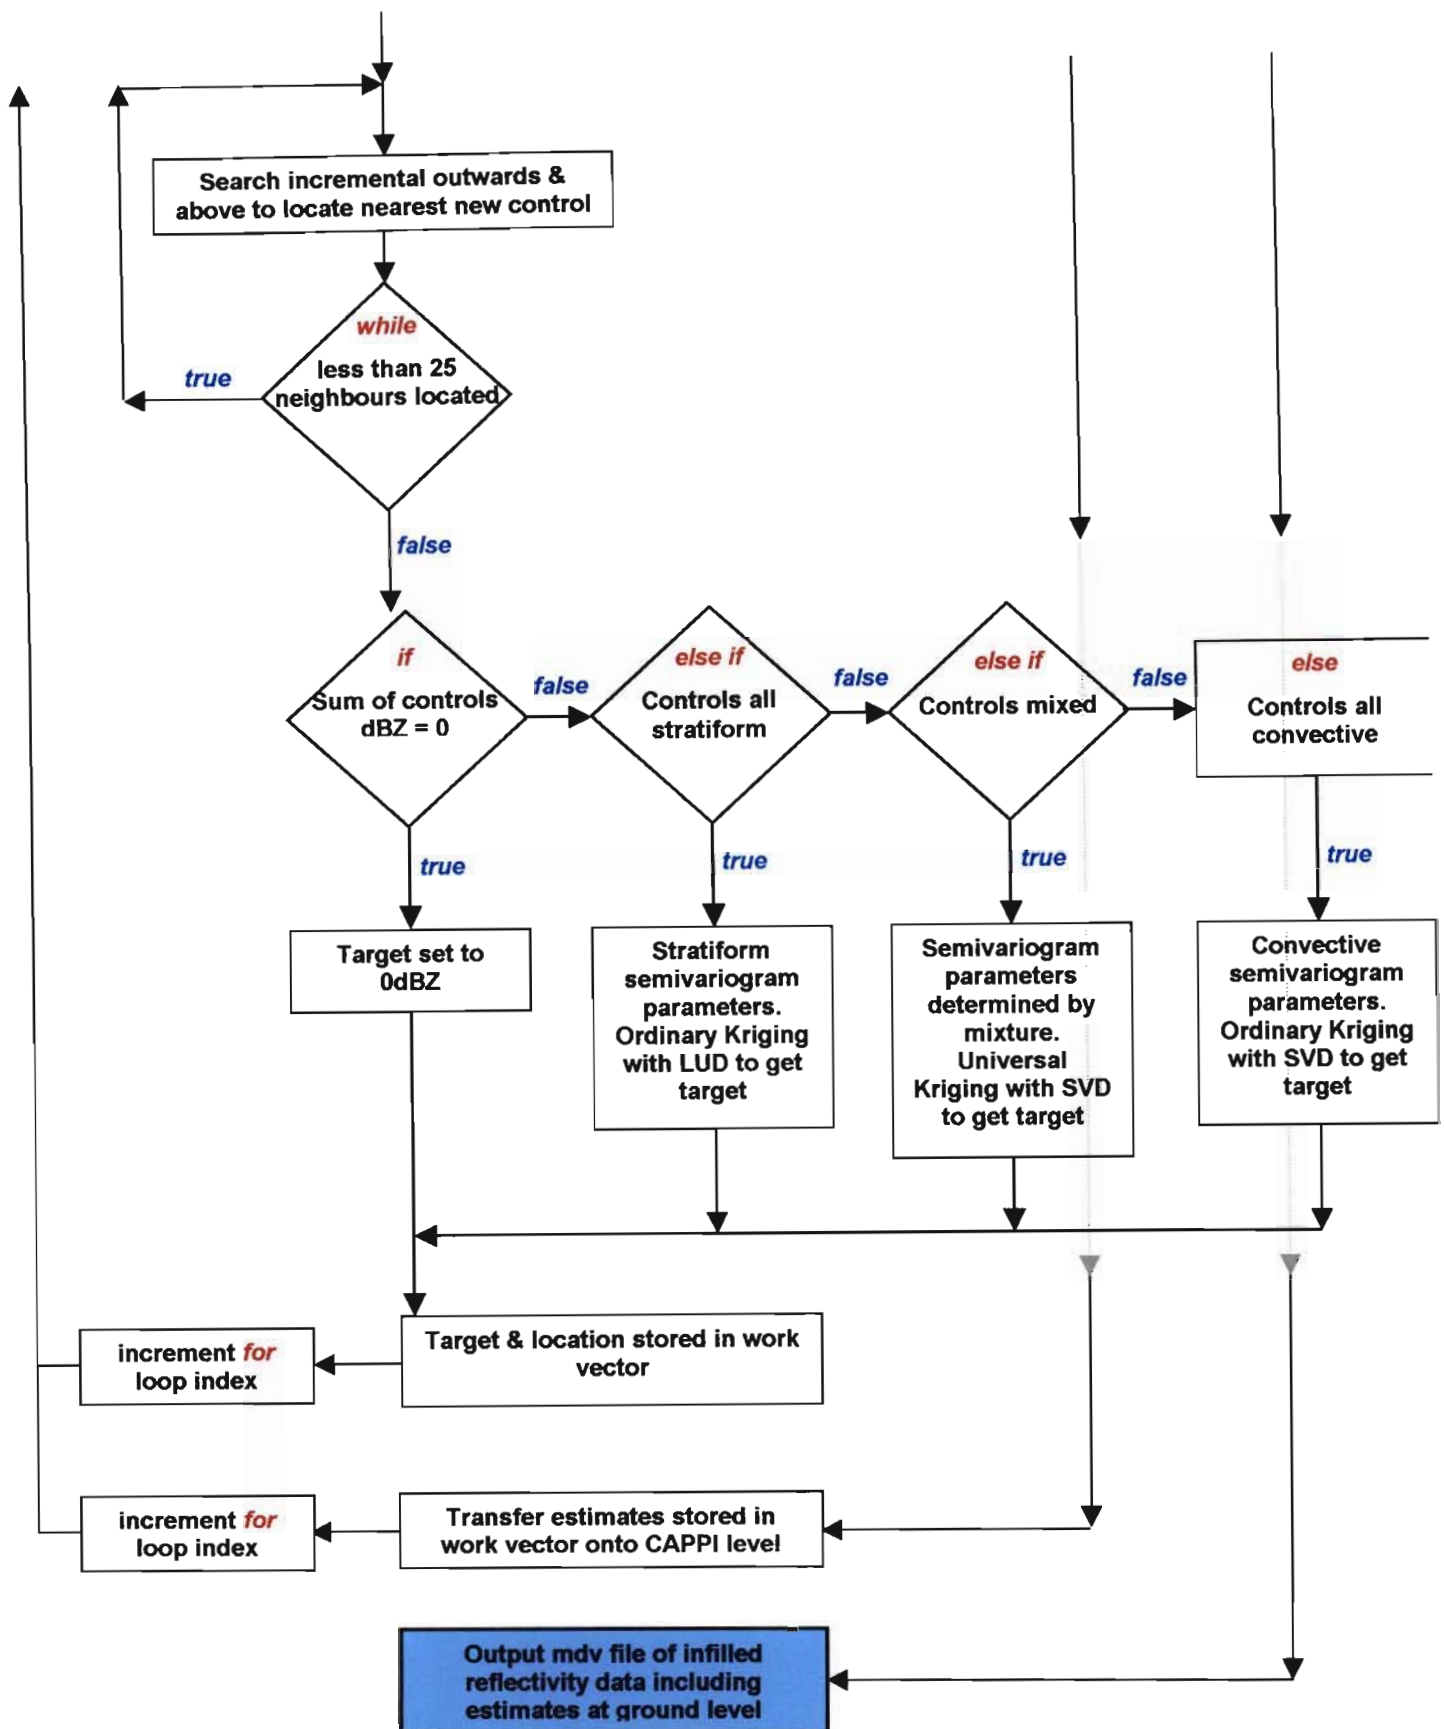 Search incremental outwards &
above to locate nearest new control
while
less than 25
neighbours located
true
false
if
Sum of controls
dBZ = 0
false
else if
Controls all
stratiform
false
else if
Controls mixed
false
else
Controls all
convective
true
true
true
true
Target set to
0dBZ
Stratiform
semivariogram
parameters.
Ordinary Kriging
with LUD to get
target
Semivariogram
parameters
determined by
mixture.
Universal
Kriging with SVD
to get target
Convective
semivariogram
parameters.
Ordinary Kriging
with SVD to get
target
increment for
loop index
Target & location stored in work
vector
increment for
loop index
Transfer estimates stored in
work vector onto CAPPI level
Output mdv file of infilled
reflectivity data including
estimates at ground level